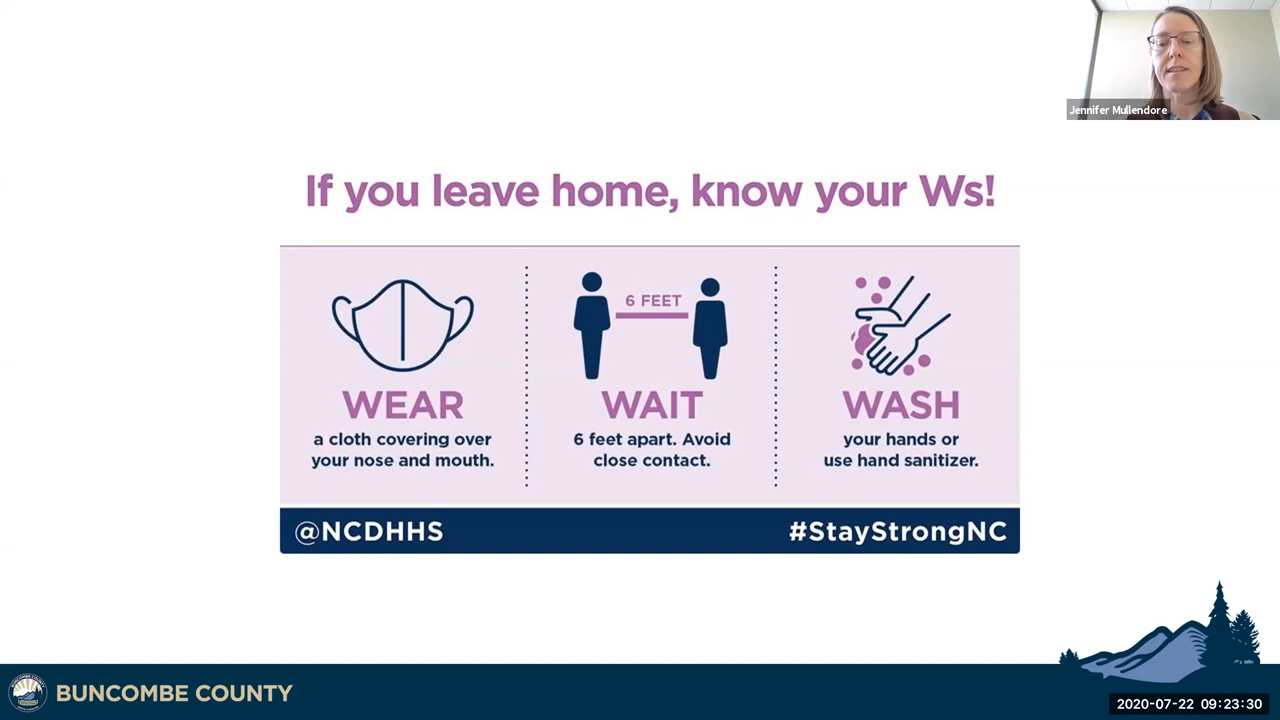 Jennifer Mullendore
If you leave home, know your Ws!
6 FEET
WEAR
a cloth covering over
your nose and mouth.
WAIT
6 feet apart. Avoid
close contact.
WASH
your hands or
use hand sanitizer.
@NCDHHS
#StayStrongNC
BUNCOMBE COUNTY
2020-07-22 09:23:30